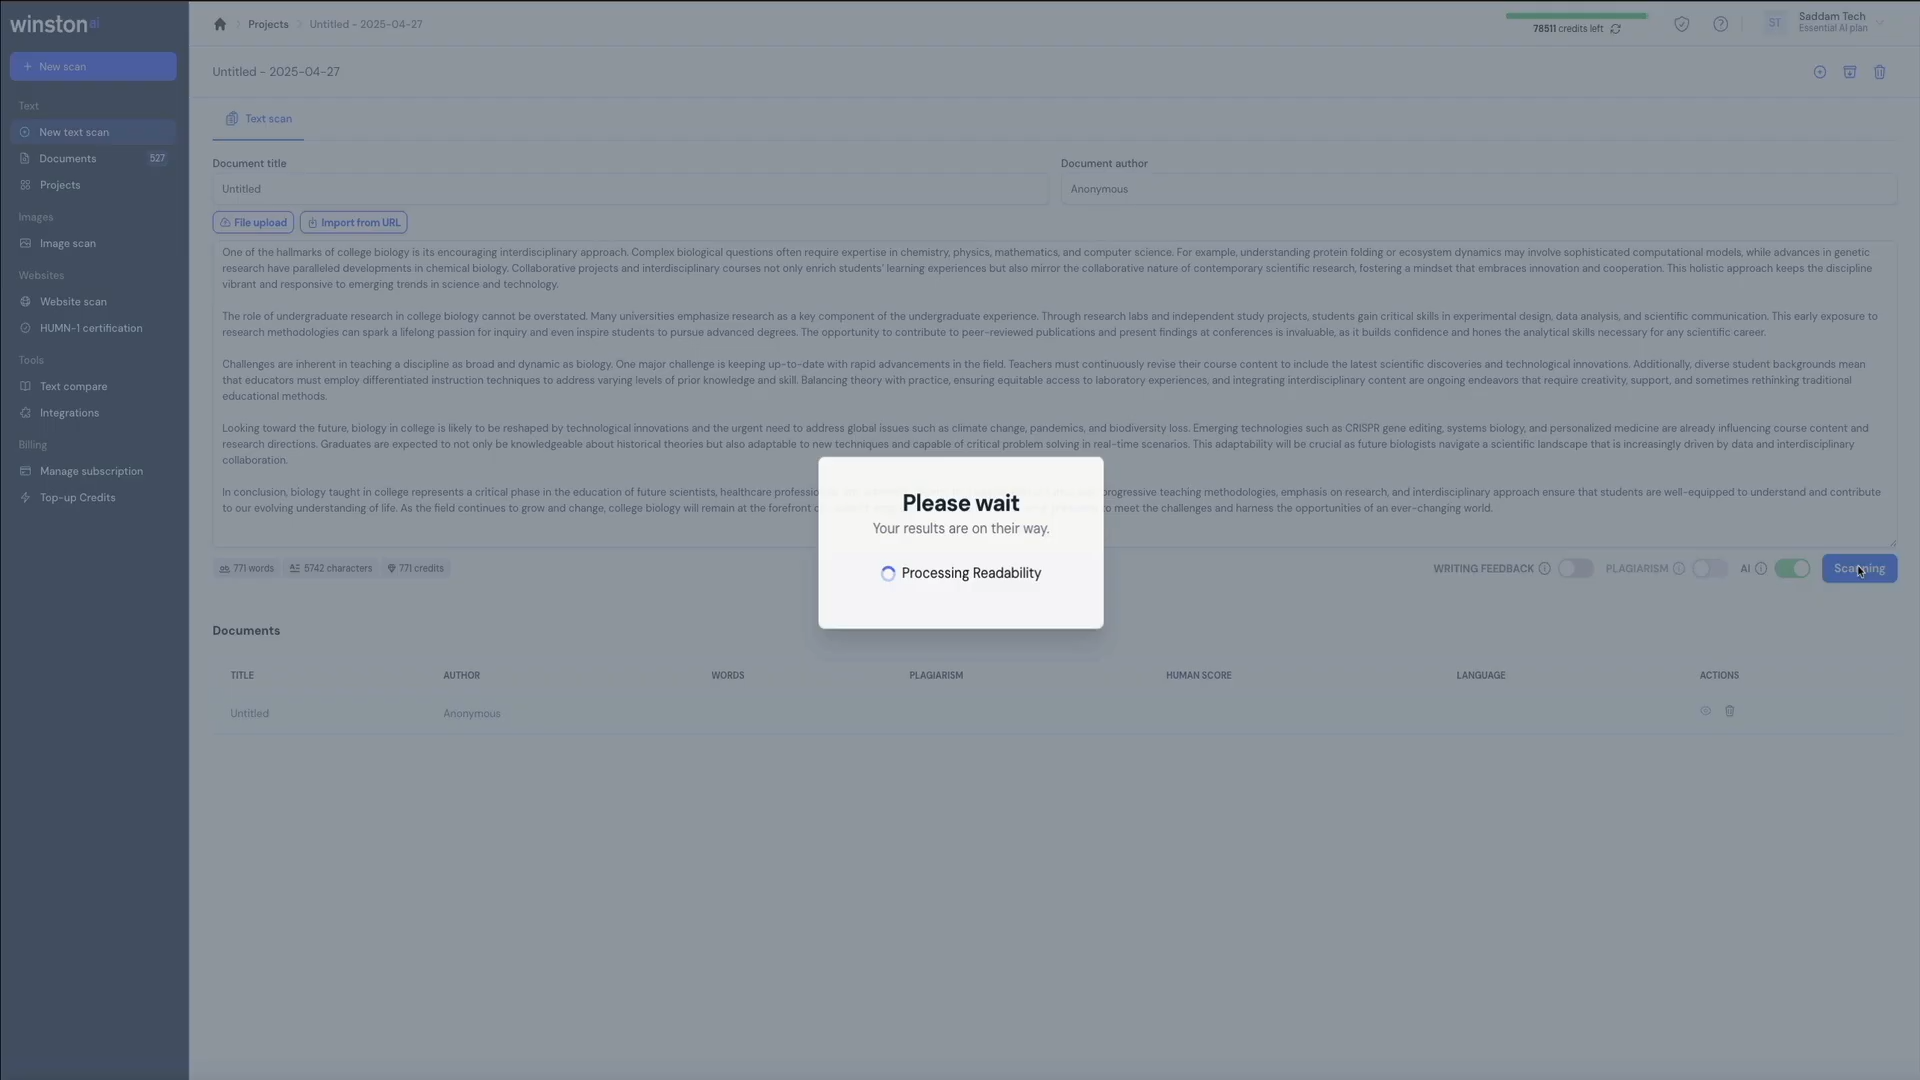 winston ai
New scan
Text
New text scan
Documents 527
Projects
Images
Image scan
Websites
Website scan
HUMN-1 certification
Tools
Text compare
Integrations
Billing
Manage subscription
Top-up Credits
Projects Untitled - 2025-04-27
78511 credits left
ST
Saddam Tech
Essential AI plan
Untitled - 2025-04-27
Text scan
Document title
Untitled
Document author
Anonymous
File upload Import from URL
One of the hallmarks of college biology is its encouraging interdisciplinary approach. Complex biological questions often require expertise in chemistry, physics, mathematics, and computer science. For example, understanding protein folding or ecosystem dynamics may involve sophisticated computational models, while advances in genetic
research have paralleled developments in chemical biology. Collaborative projects and interdisciplinary courses not only enrich students' learning experiences but also mirror the collaborative nature of contemporary scientific research, fostering a mindset that embraces innovation and cooperation. This holistic approach keeps the discipline
vibrant and responsive to emerging trends in science and technology.
The role of undergraduate research in college biology cannot be overstated. Many universities emphasize research as a key component of the undergraduate experience. Through research labs and independent study projects, students gain critical skills in experimental design, data analysis, and scientific communication. This early exposure to
research methodologies can spark a lifelong passion for inquiry and even inspire students to pursue advanced degrees. The opportunity to contribute to peer-reviewed publications and present findings at conferences is invaluable, as it builds confidence and hones the analytical skills necessary for any scientific career.
Challenges are inherent in teaching a discipline as broad and dynamic as biology. One major challenge is keeping up-to-date with rapid advancements in the field. Teachers must continuously revise their course content to include the latest scientific discoveries and technological innovations. Additionally, diverse student backgrounds mean
that educators must employ differentiated instruction techniques to address varying levels of prior knowledge and skill. Balancing theory with practice, ensuring equitable access to laboratory experiences, and integrating interdisciplinary content are ongoing endeavors that require creativity, support, and sometimes rethinking traditional
educational methods.
Looking toward the future, biology in college is likely to be reshaped by technological innovations and the urgent need to address global issues such as climate change, pandemics, and biodiversity loss. Emerging technologies such as CRISPR gene editing, systems biology, and personalized medicine are already influencing course content and
research directions. Graduates are expected to not only be knowledgeable about historical theories but also adaptable to new techniques and capable of critical problem solving in real-time scenarios. This adaptability will be crucial as future biologists navigate a scientific landscape that is increasingly driven by data and interdisciplinary
collaboration.
In conclusion, biology taught in college represents a critical phase in the education of future scientists, healthcare progressive teaching methodologies, emphasis on research, and interdisciplinary approach ensure that students are well-equipped to understand and contribute
to our evolving understanding of life. As the field continues to grow and change, college biology will remain at the forefront to meet the challenges and harness the opportunities of an ever-changing world.
Please wait
Your results are on their way.
Processing Readability
771 words 5742 characters 771 credits
WRITING FEEDBACK PLAGIARISM AI
Documents
TITLE AUTHOR WORDS PLAGIARISM HUMAN SCORE LANGUAGE ACTIONS
Untitled Anonymous